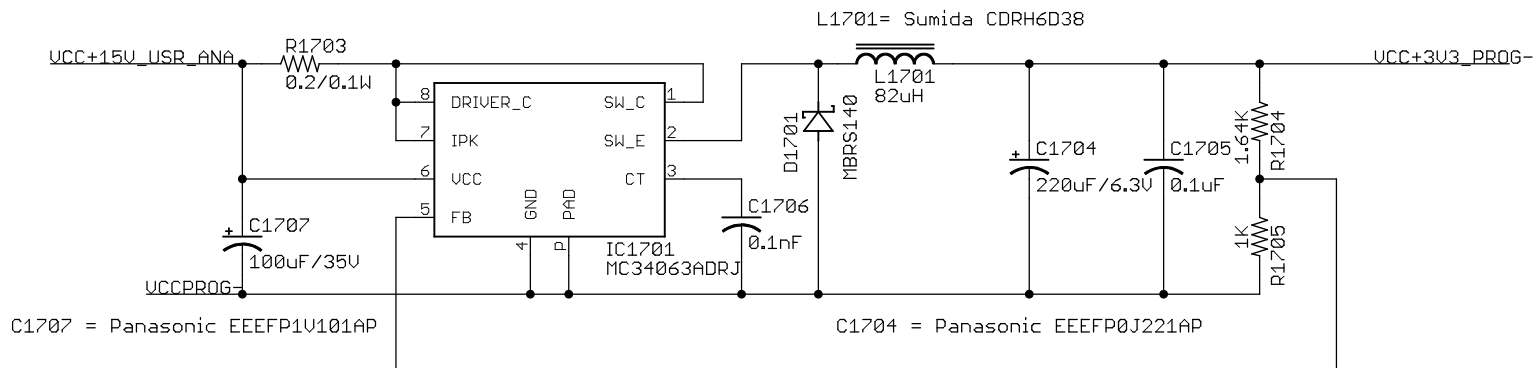 L1701= Sumida CDRH6D38
VCC+15V_USR_ANA
R1703
0.2/0.1W
VCC+3V3_PROG-
L1701
82uH
8 DRIVER_C
SW_C 1
7 IPK
SW_E 2
6 VCC
CT 3
5 FB
GND
PAD
4
P
D1701
MBRS140
C1704
220uF/6.3V
C1705
0.1uF
1.64K
R1704
C1706
0.1nF
C1707
100uF/35V
IC1701
MC34063ADRJ
1K
R1705
VCCPROG-
C1707 = Panasonic EEEFP1V101AP
C1704 = Panasonic EEEFP0J221AP